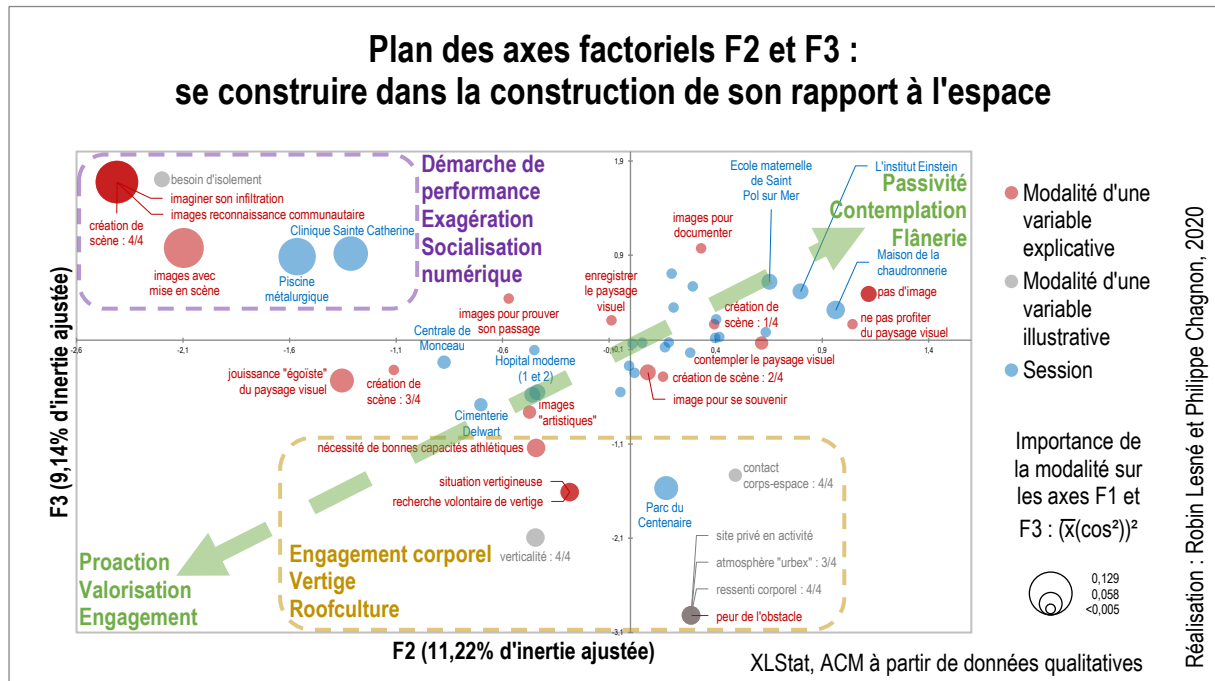 Plan des axes factoriels F2 et F3 :
se construire dans la construction de son rapport à l'espace
Démarche de
performance
Exagération
Socialisation
numérique
besoin d'isolement
imaginer son infiltration
images reconnaissance communautaire
création de
scène : 4/4
Clinique Sainte Catherine
images avec
mise en scène
Piscine
métalurgique
1,9
0,9
-0,1
-1,1
-2,1
-3,1
Ecole maternelle
de Saint
Pol sur Mer
L'institut Einstein
Passivité
Contemplation
Flânerie
images pour
documenter
Maison de la
chaudronnerie
enregistrer
le paysage
visuel
pas d'image
images pour prouver
son passage
création de
scène : 1/4
ne pas profiter
du paysage visuel
-2,6
-2,1
-1,6
-1,1
-0,6
0,4
0,9
1,4
Centrale de
Monceau
Hopital moderne
(1 et 2)
contempler le paysage visuel
jouissance "égoïste"
du paysage visuel
création de
scène : 3/4
création de scène : 2/4
image pour se souvenir
Cimenterie
Delwart
images
"artistiques"
nécessité de bonnes capacités athlétiques
situation vertigineuse
recherche volontaire de vertige
contact
corps-espace : 4/4
Parc du
Centenaire
verticalité : 4/4
site privé en activité
atmosphère "urbex" : 3/4
ressenti corporel : 4/4
peur de l'obstacle
Engagement corporel
Vertige
Roofculture
Proaction
Valorisation
Engagement
F3 (9,14% d'inertie ajustée)
F2 (11,22% d'inertie ajustée)
Modalité d'une
variable
explicative
Modalité d'une
variable
illustrative
Session
Importance de
la modalité sur
les axes F1 et
F3 : (x̅(cos²))²
0,129
0,058
<0,005
XLStat, ACM à partir de données qualitatives
Réalisation : Robin Lesné et Philippe Chagnon, 2020